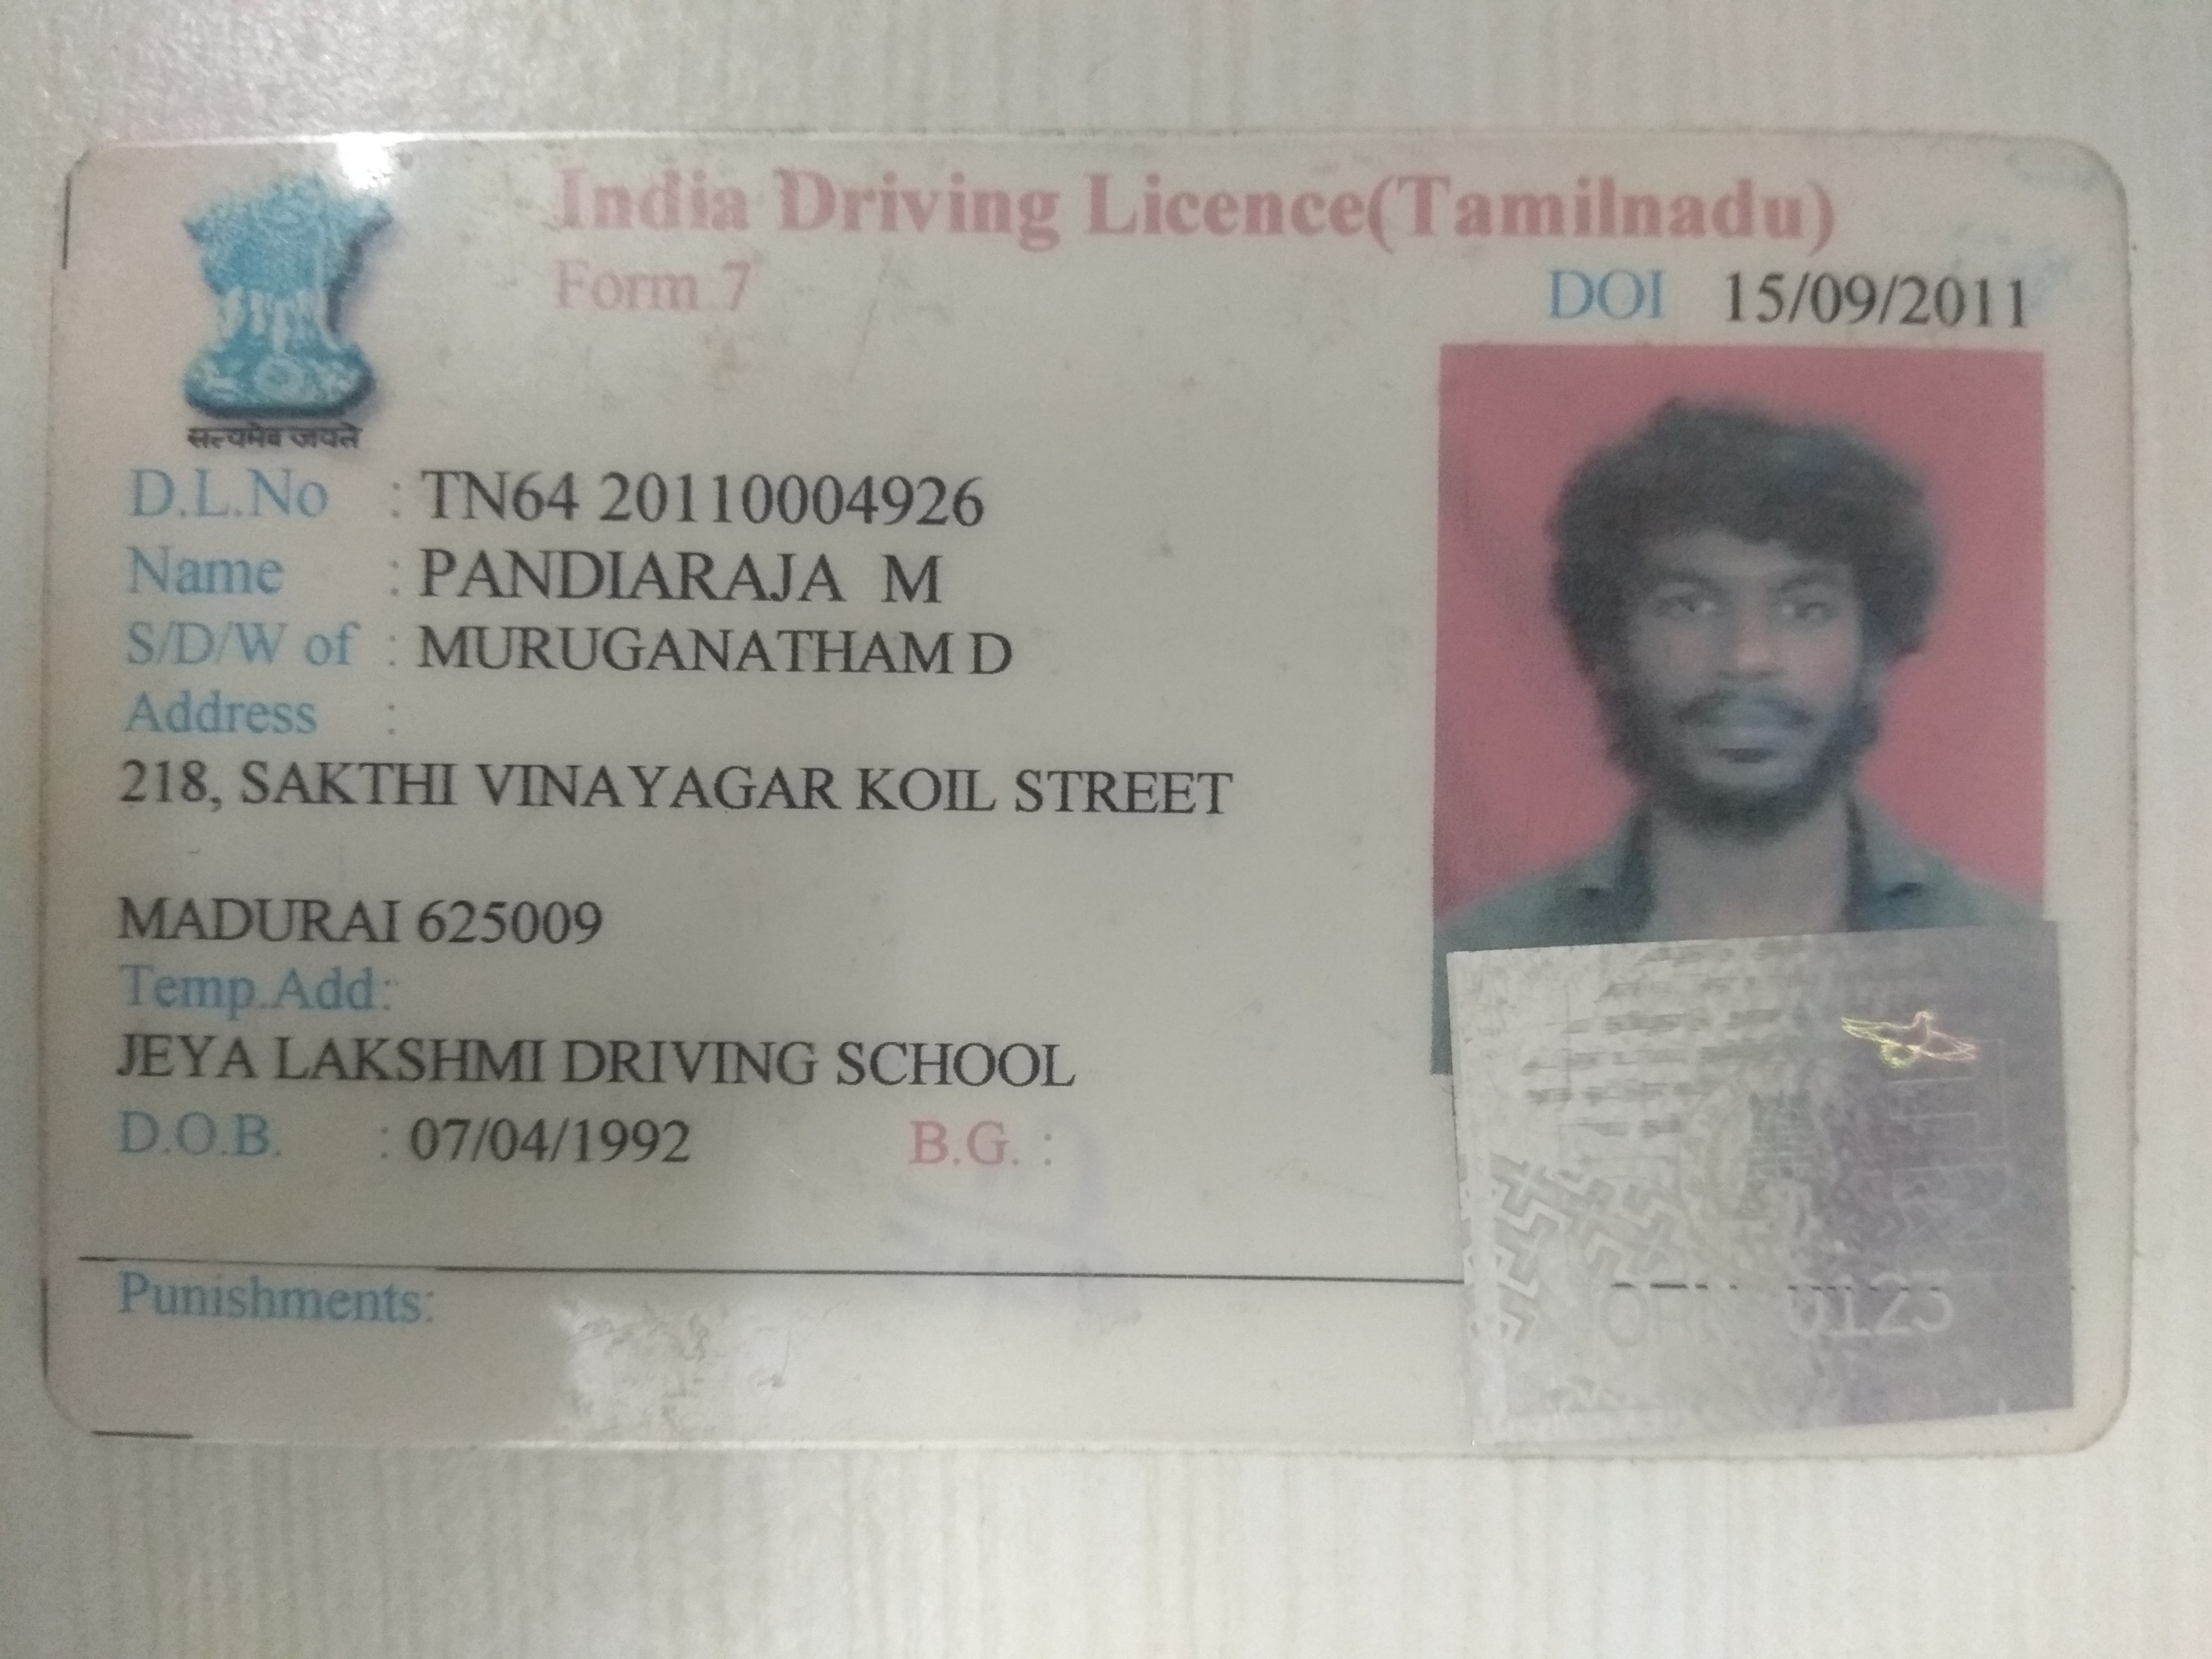 India Driving Licence(Tamilnadu)
Form 7
DOI 15/09/2011
सत्यमेव जयते
D.L.No : TN64 20110004926
Name : PANDIARAJA M
S/D/W of : MURUGANATHAM D
Address :
218, SAKTHI VINAYAGAR KOIL STREET
MADURAI 625009
Temp.Add:
JEYA LAKSHMI DRIVING SCHOOL
D.O.B. : 07/04/1992 B.G. :
Punishments: